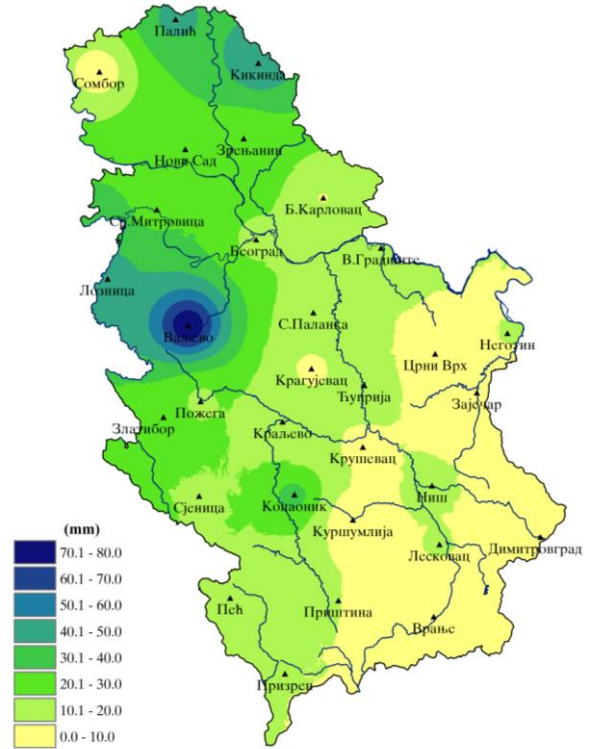 Палић
Кикинда
Сомбор
Зрењанин
Нови Сад
Б.Карловац
Ср.Митровица
Београд
В.Градиште
Лозница
С.Паланка
Ваљево
Неготин
Црни Врх
Крагујевац
Ћуприја
Зајечар
Пожега
Златибор
Краљево
Крушевац
Ниш
Копаоник
Сјеница
Куршумлија
Димитровград
Лесковац
Пећ
Приштина
Врање
Призрен
(mm)
70.1 - 80.0
60.1 - 70.0
50.1 - 60.0
40.1 - 50.0
30.1 - 40.0
20.1 - 30.0
10.1 - 20.0
0.0 - 10.0